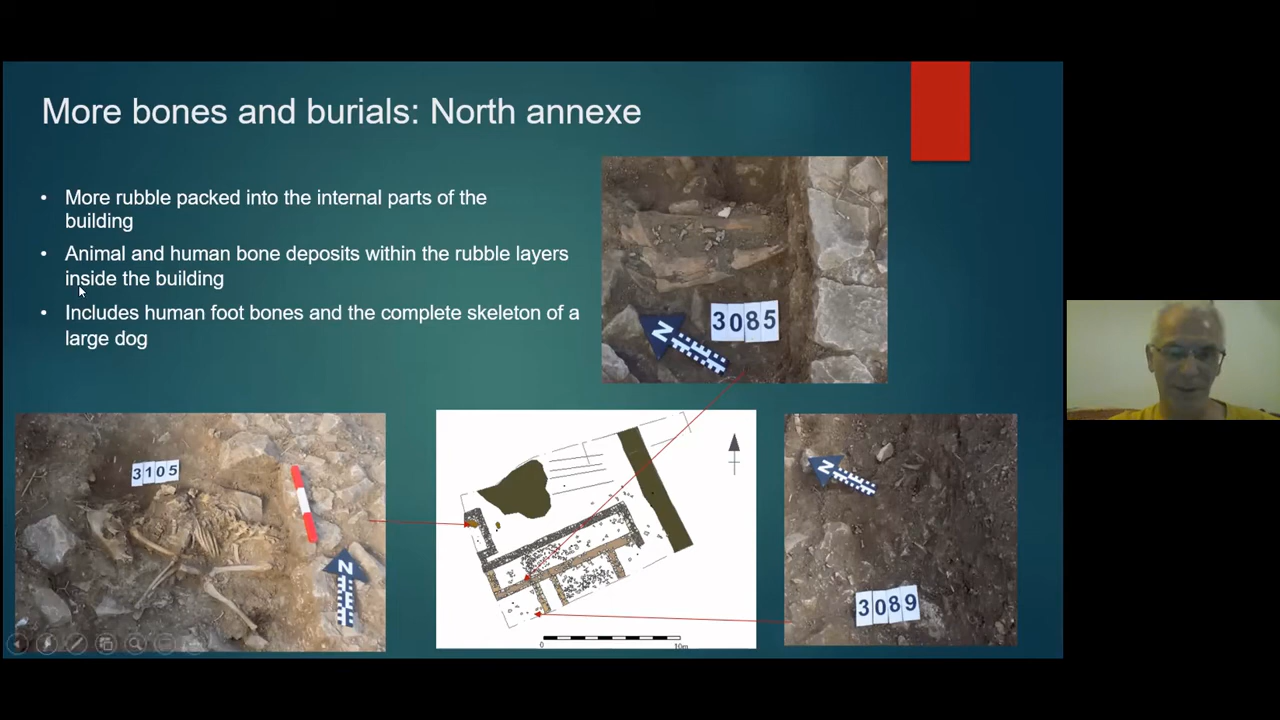 More bones and burials: North annexe
• More rubble packed into the internal parts of the
building
• Animal and human bone deposits within the rubble layers
inside the building
• Includes human foot bones and the complete skeleton of a
large dog
3085
N
3105
N
N
3089
0 10m